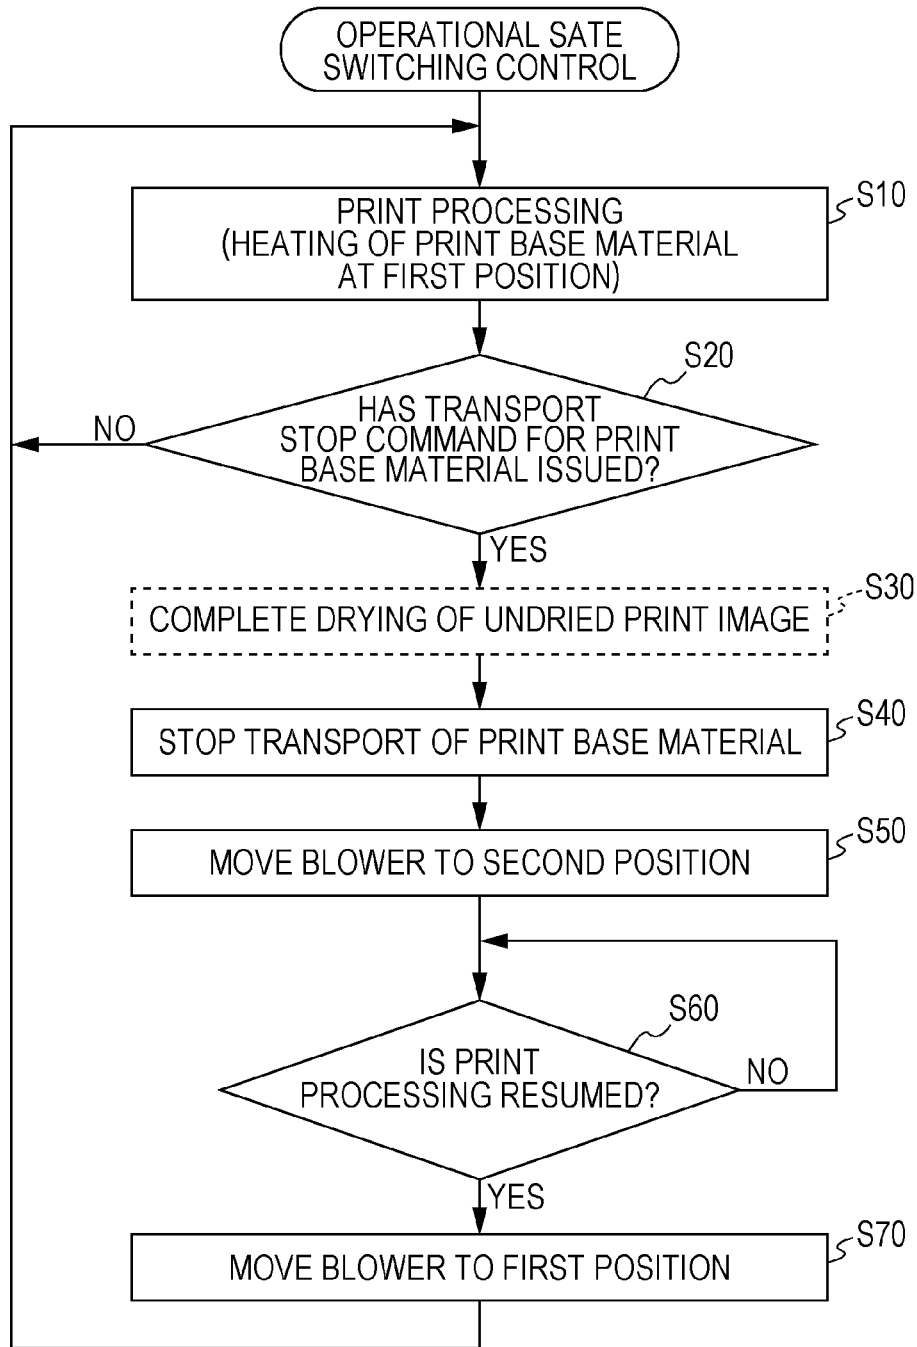 OPERATIONAL SATE
SWITCHING CONTROL
PRINT PROCESSING
(HEATING OF PRINT BASE MATERIAL
AT FIRST POSITION)
S10
HAS TRANSPORT
STOP COMMAND FOR PRINT
BASE MATERIAL ISSUED?
S20
NO
YES
COMPLETE DRYING OF UNDRIED PRINT IMAGE
S30
STOP TRANSPORT OF PRINT BASE MATERIAL
S40
MOVE BLOWER TO SECOND POSITION
S50
IS PRINT
PROCESSING RESUMED?
S60
NO
YES
MOVE BLOWER TO FIRST POSITION
S70